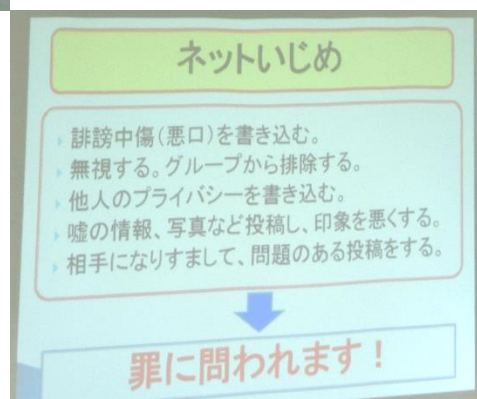 ネットいじめ
誹謗中傷(悪口)を書き込む。
無視する。グループから排除する。
他人のプライバシーを書き込む。
嘘の情報、写真など投稿し、印象を悪くする。
相手になりすまして、問題のある投稿をする。
罪に問われます！